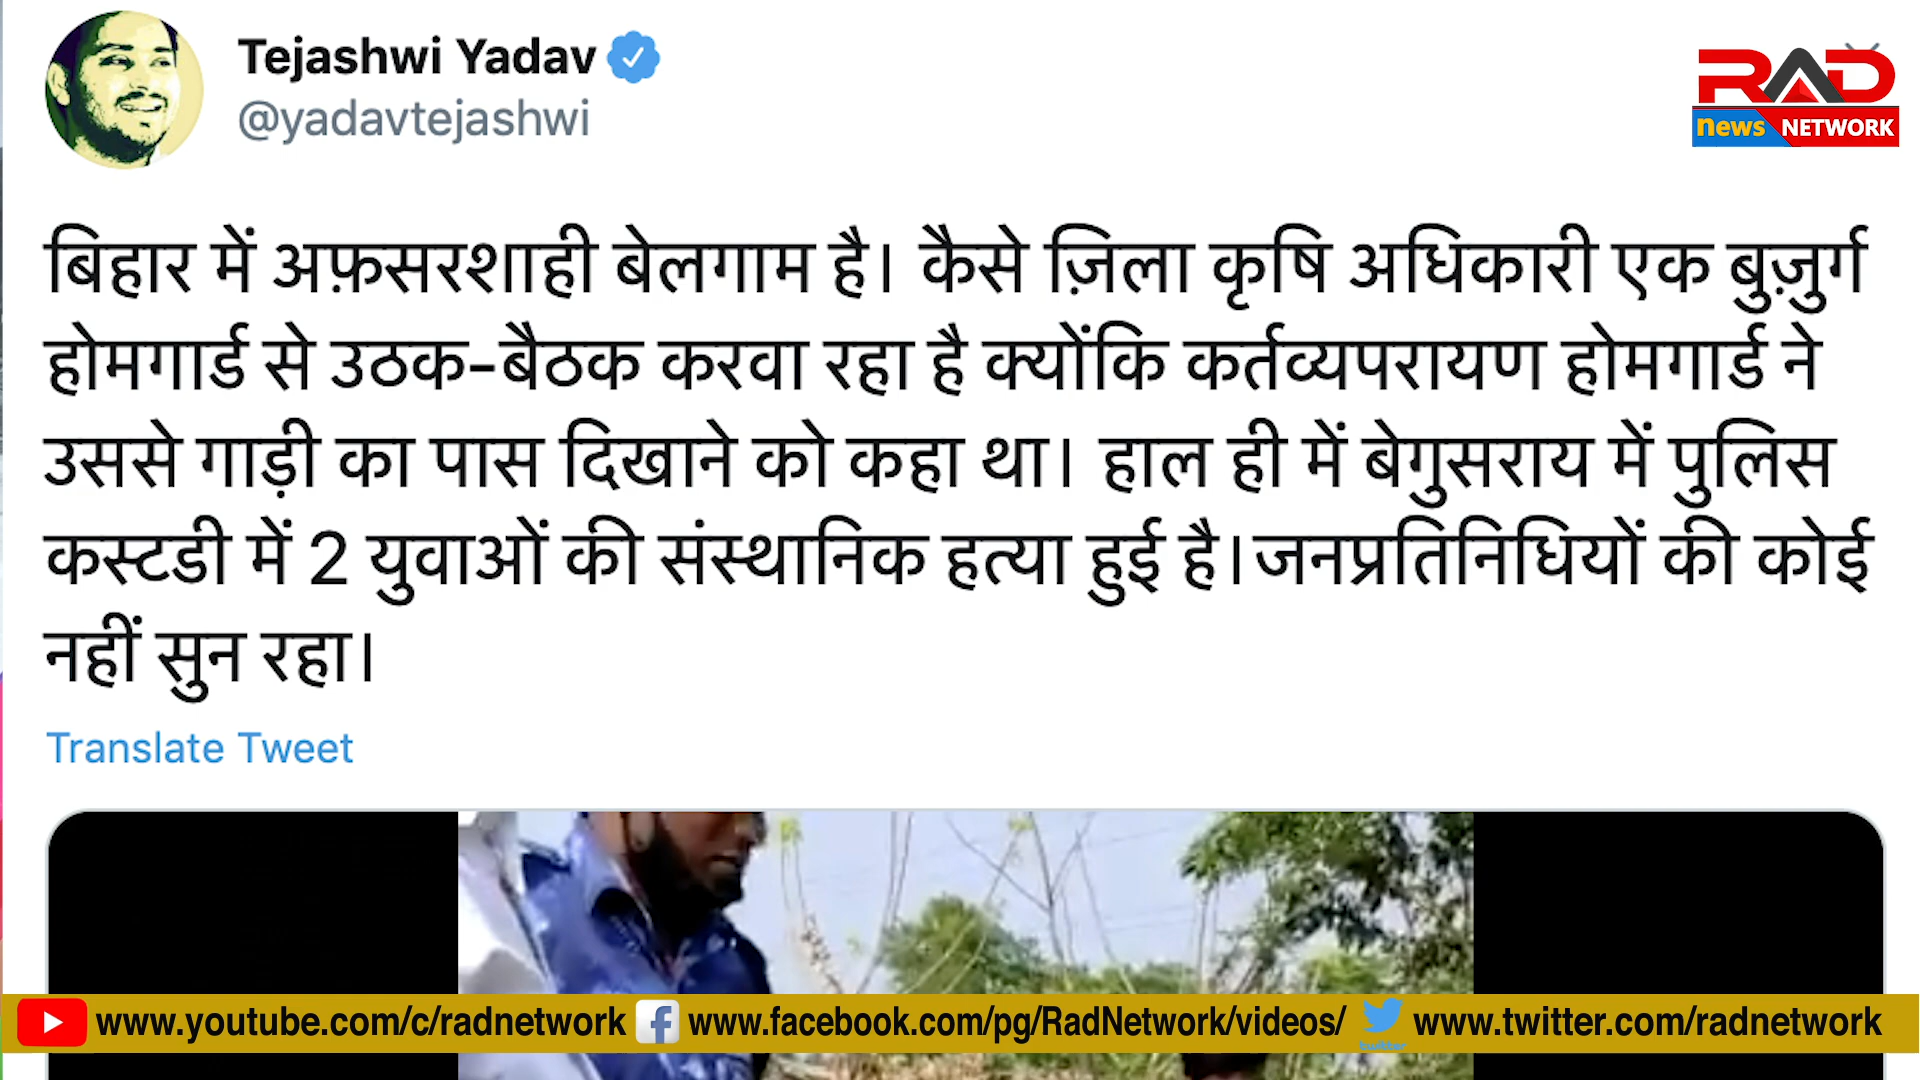 Tejashwi Yadav
@yadavtejashwi
RAD
news NETWORK
बिहार में अफ़सरशाही बेलगाम है। कैसे ज़िला कृषि अधिकारी एक बुज़ुर्ग
होमगार्ड से उठक-बैठक करवा रहा है क्योंकि कर्तव्यपरायण होमगार्ड ने
उससे गाड़ी का पास दिखाने को कहा था। हाल ही में बेगुसराय में पुलिस
कस्टडी में 2 युवाओं की संस्थानिक हत्या हुई है।जनप्रतिनिधियों की कोई
नहीं सुन रहा।
Translate Tweet
www.youtube.com/c/radnetwork www.facebook.com/pg/RadNetwork/videos/ www.twitter.com/radnetwork
twitter